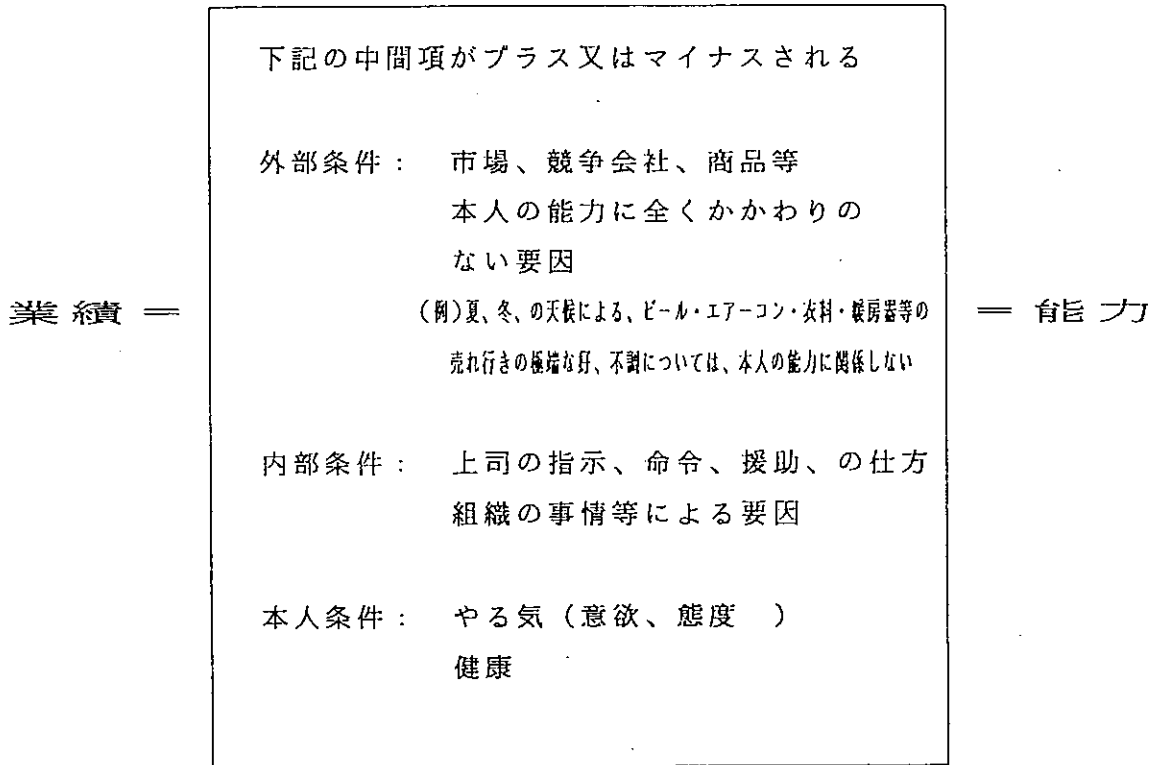 下記の中間項がプラス又はマイナスされる
外部条件： 市場、競争会社、商品等
本人の能力に全くかかわりの
ない要因
(例)夏、冬、の天候による、ビール・エアーコン・衣料・暖房器等の
売れ行きの極端な好、不調については、本人の能力に関係しない
業績 ＝
＝ 能力
内部条件： 上司の指示、命令、援助、の仕方
組織の事情等による要因
本人条件： やる気（意欲、態度　）
健康